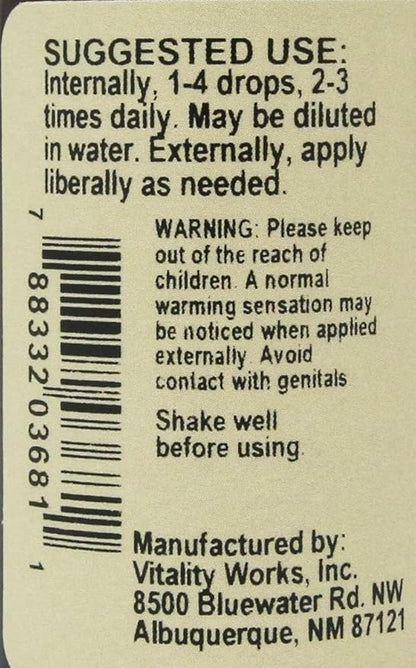 SUGGESTED USE:
Internally, 1-4 drops, 2-3
times daily. May be diluted
in water. Externally, apply
liberally as needed.
WARNING: Please keep
out of the reach of
children. A normal
warming sensation may
be noticed when applied
externally. Avoid
contact with genitals
Shake well
before using.
7 88332 03681 1
Manufactured by:
Vitality Works, Inc.
8500 Bluewater Rd. NW
Albuquerque, NM 87121